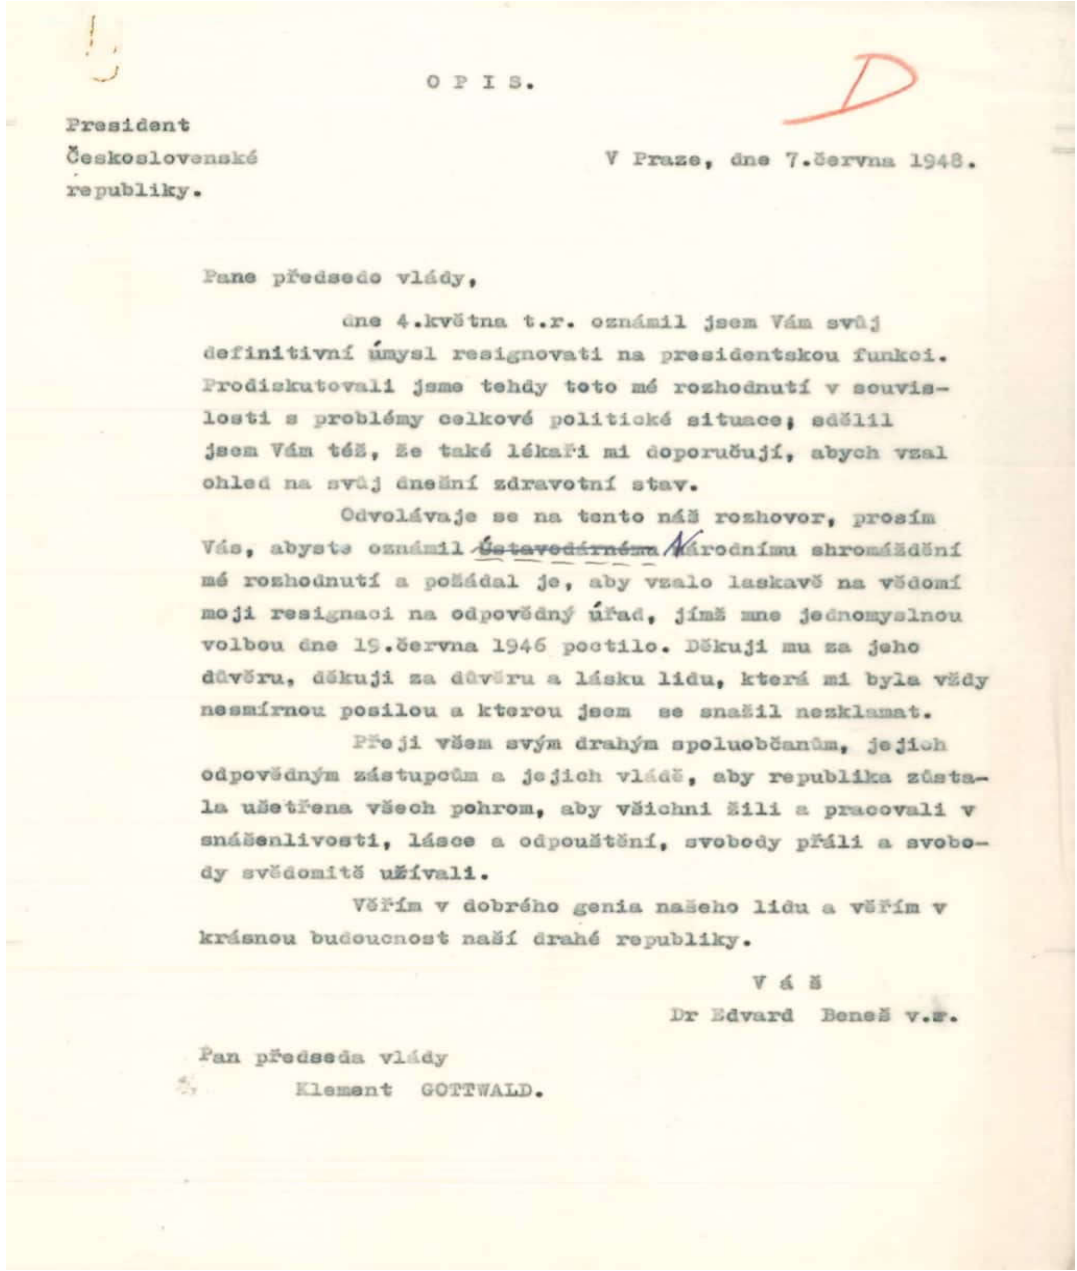 O P I S.
D
President
Československé
republiky.
V Praze, dne 7.června 1948.
Pane předsedo vlády,
dne 4.května t.r. oznámil jsem Vám svůj
definitivní úmysl resignovati na presidentskou funkci.
Prodiskutovali jsme tehdy toto mé rozhodnutí v souvis-
losti s problémy celkové politické situace; sdělil
jsem Vám též, že také lékaři mi doporučují, abych vzal
ohled na svůj dnešní zdravotní stav.
Odvolávaje se na tento náš rozhovor, prosím
Vás, abyste oznámil Ústavodárnému Národnímu shromáždění
mé rozhodnutí a požádal je, aby vzalo laskavě na vědomí
moji resignaci na odpovědný úřad, jímž mne jednomyslnou
volbou dne 19.června 1946 poctilo. Děkuji mu za jeho
důvěru, děkuji za důvěru a lásku lidu, která mi byla vždy
nesmírnou posilou a kterou jsem se snažil nesklamat.
Přeji všem svým drahým spoluobčanům, jejich
odpovědným zástupcům a jejich vládě, aby republika zůsta-
la ušetřena všech pohrom, aby všichni žili a pracovali v
snášenlivosti, lásce a odpouštění, svobody přáli a svobo-
dy svědomitě užívali.
Věřím v dobrého genia našeho lidu a věřím v
krásnou budoucnost naší drahé republiky.
V á š
Dr Edvard Beneš v.r.
Pan předseda vlády
Klement GOTTWALD.